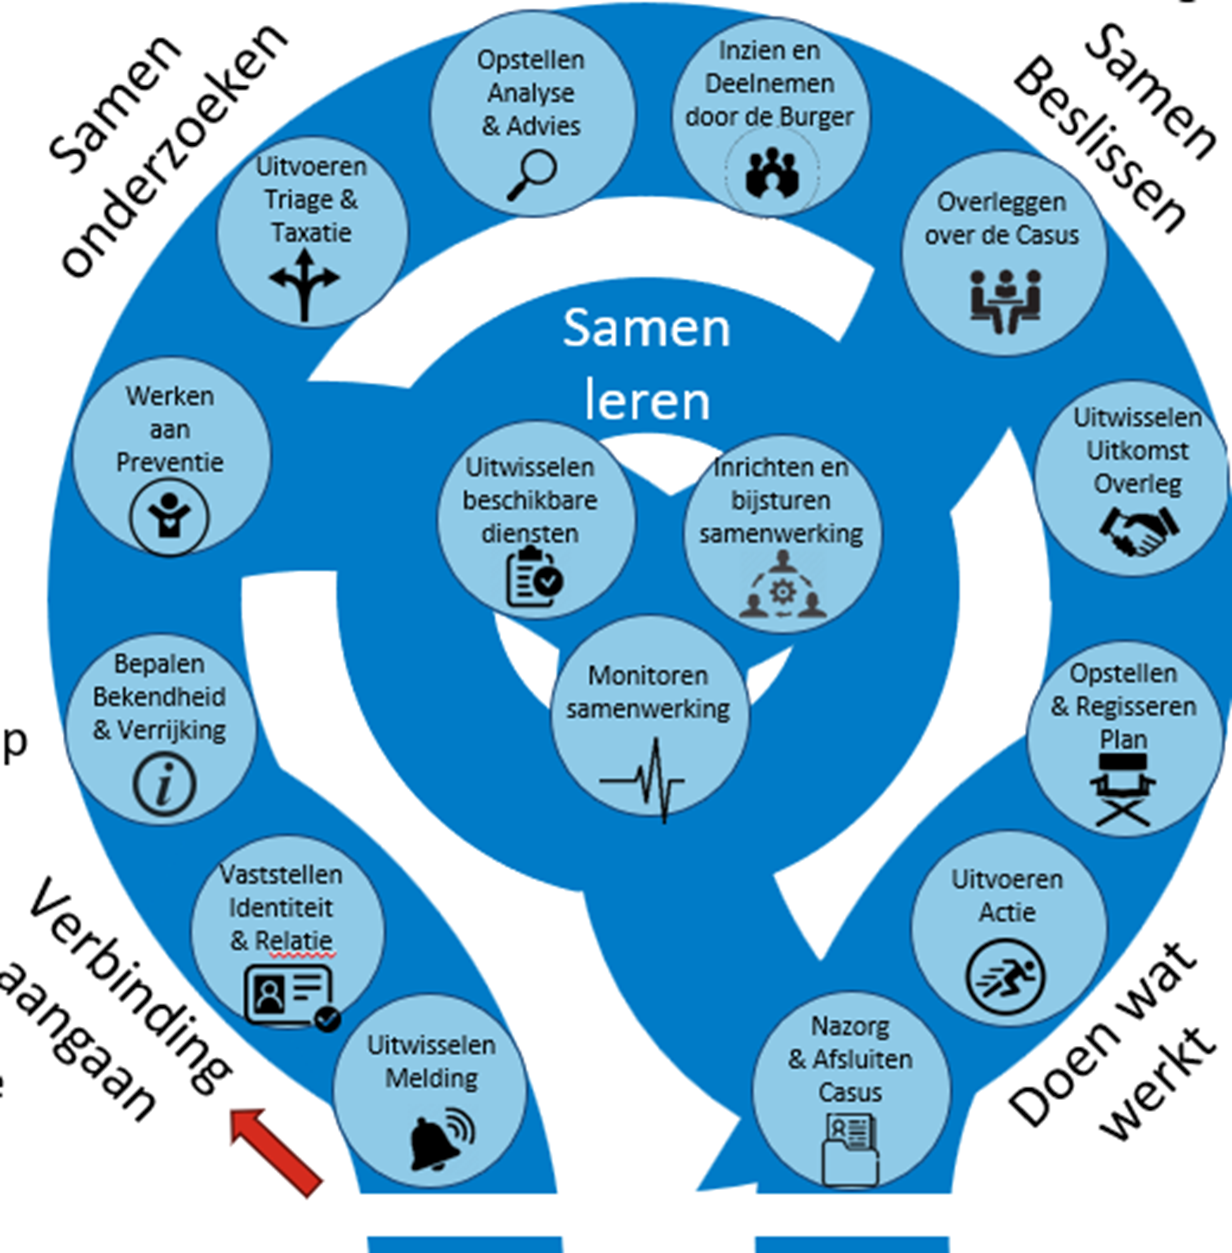 Samen
onderzoeken
Samen
Beslissen
Opstellen
Analyse
& Advies
Inzien en
Deelnemen
door de Burger
Uitvoeren
Triage &
Taxatie
Overleggen
over de Casus
Samen
leren
Werken
aan
Preventie
Uitwisselen
Uitkomst
Overleg
Uitwisselen
beschikbare
diensten
Inrichten en
bijsturen
samenwerking
Bepalen
Bekendheid
& Verrijking
i
Monitoren
samenwerking
Opstellen
& Regisseren
Plan
p
Vaststellen
Identiteit
& Relatie
Uitvoeren
Actie
Verbinding
aangaan
Uitwisselen
Melding
Nazorg
& Afsluiten
Casus
Doen wat
werkt